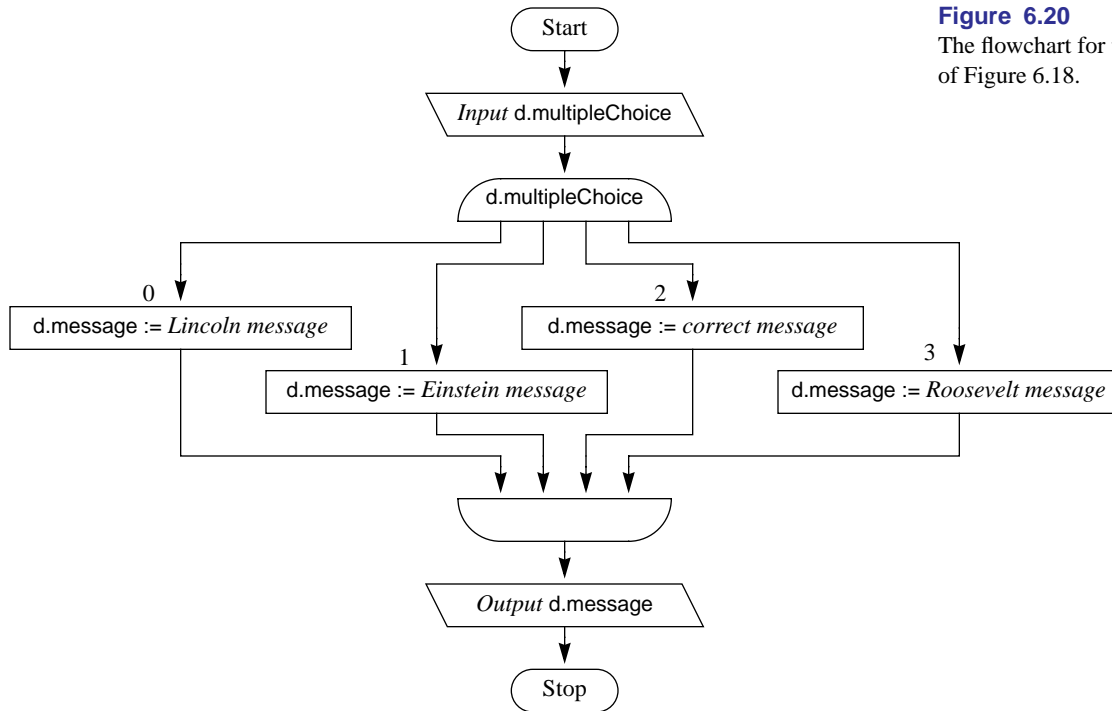 Figure 6.20
The flowchart for
of Figure 6.18.
Start
Input d.multipleChoice
d.multipleChoice
0
d.message := Lincoln message
1
d.message := Einstein message
2
d.message := correct message
3
d.message := Roosevelt message
Output d.message
Stop